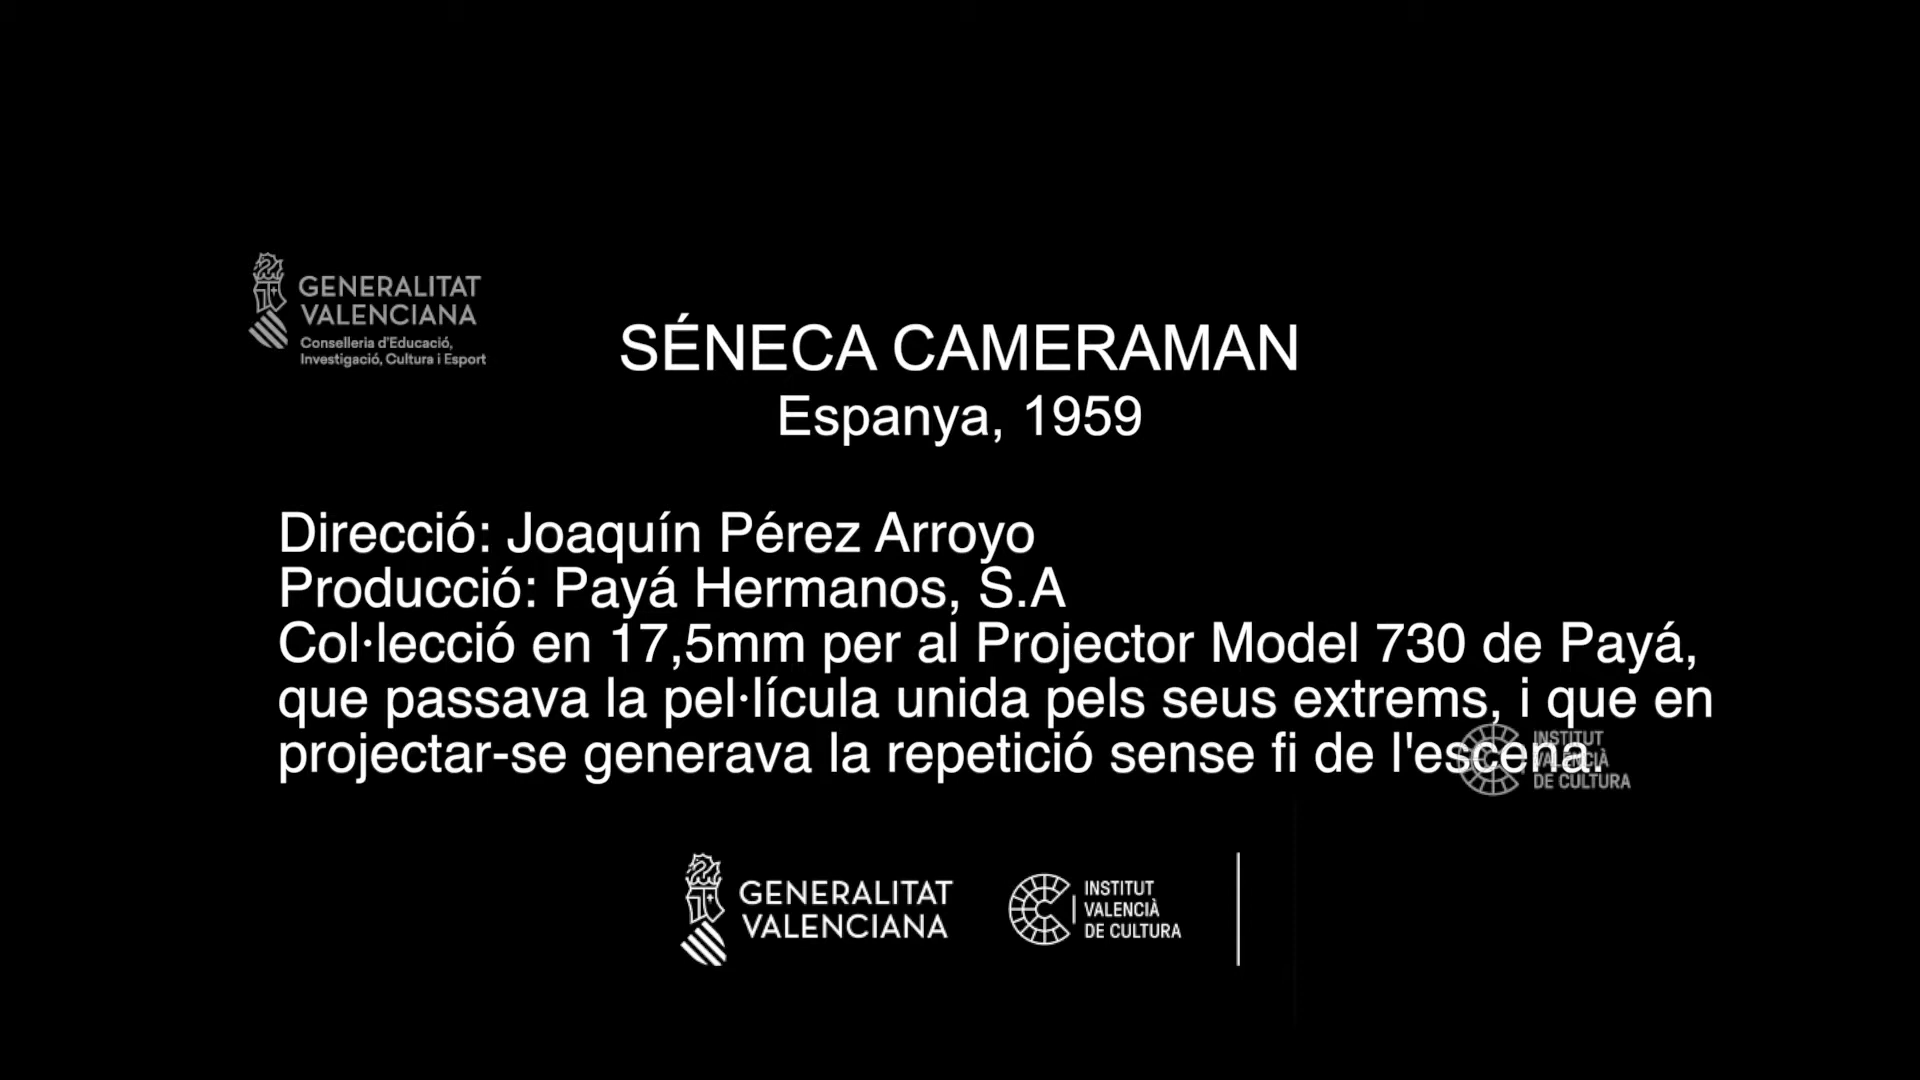 GENERALITAT
VALENCIANA
Conselleria d'Educació,
Investigació, Cultura i Esport
SÉNECA CAMERAMAN
Espanya, 1959
Direcció: Joaquín Pérez Arroyo
Producció: Payá Hermanos, S.A
Col·lecció en 17,5mm per al Projector Model 730 de Payá,
que passava la pel·lícula unida pels seus extrems, i que en
projectar-se generava la repetició sense fi de l'escena.
INSTITUT
VALENCIÀ
DE CULTURA
GENERALITAT
VALENCIANA
INSTITUT
VALENCIÀ
DE CULTURA